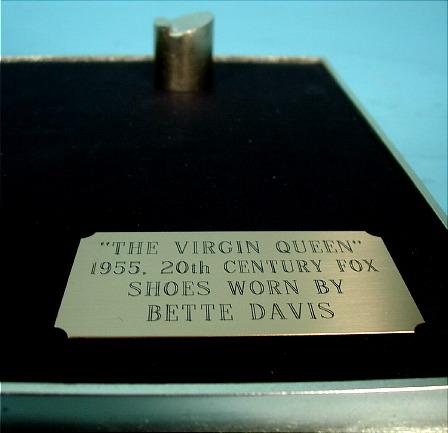 "THE VIRGIN QUEEN"
1955, 20th CENTURY FOX
SHOES WORN BY
BETTE DAVIS